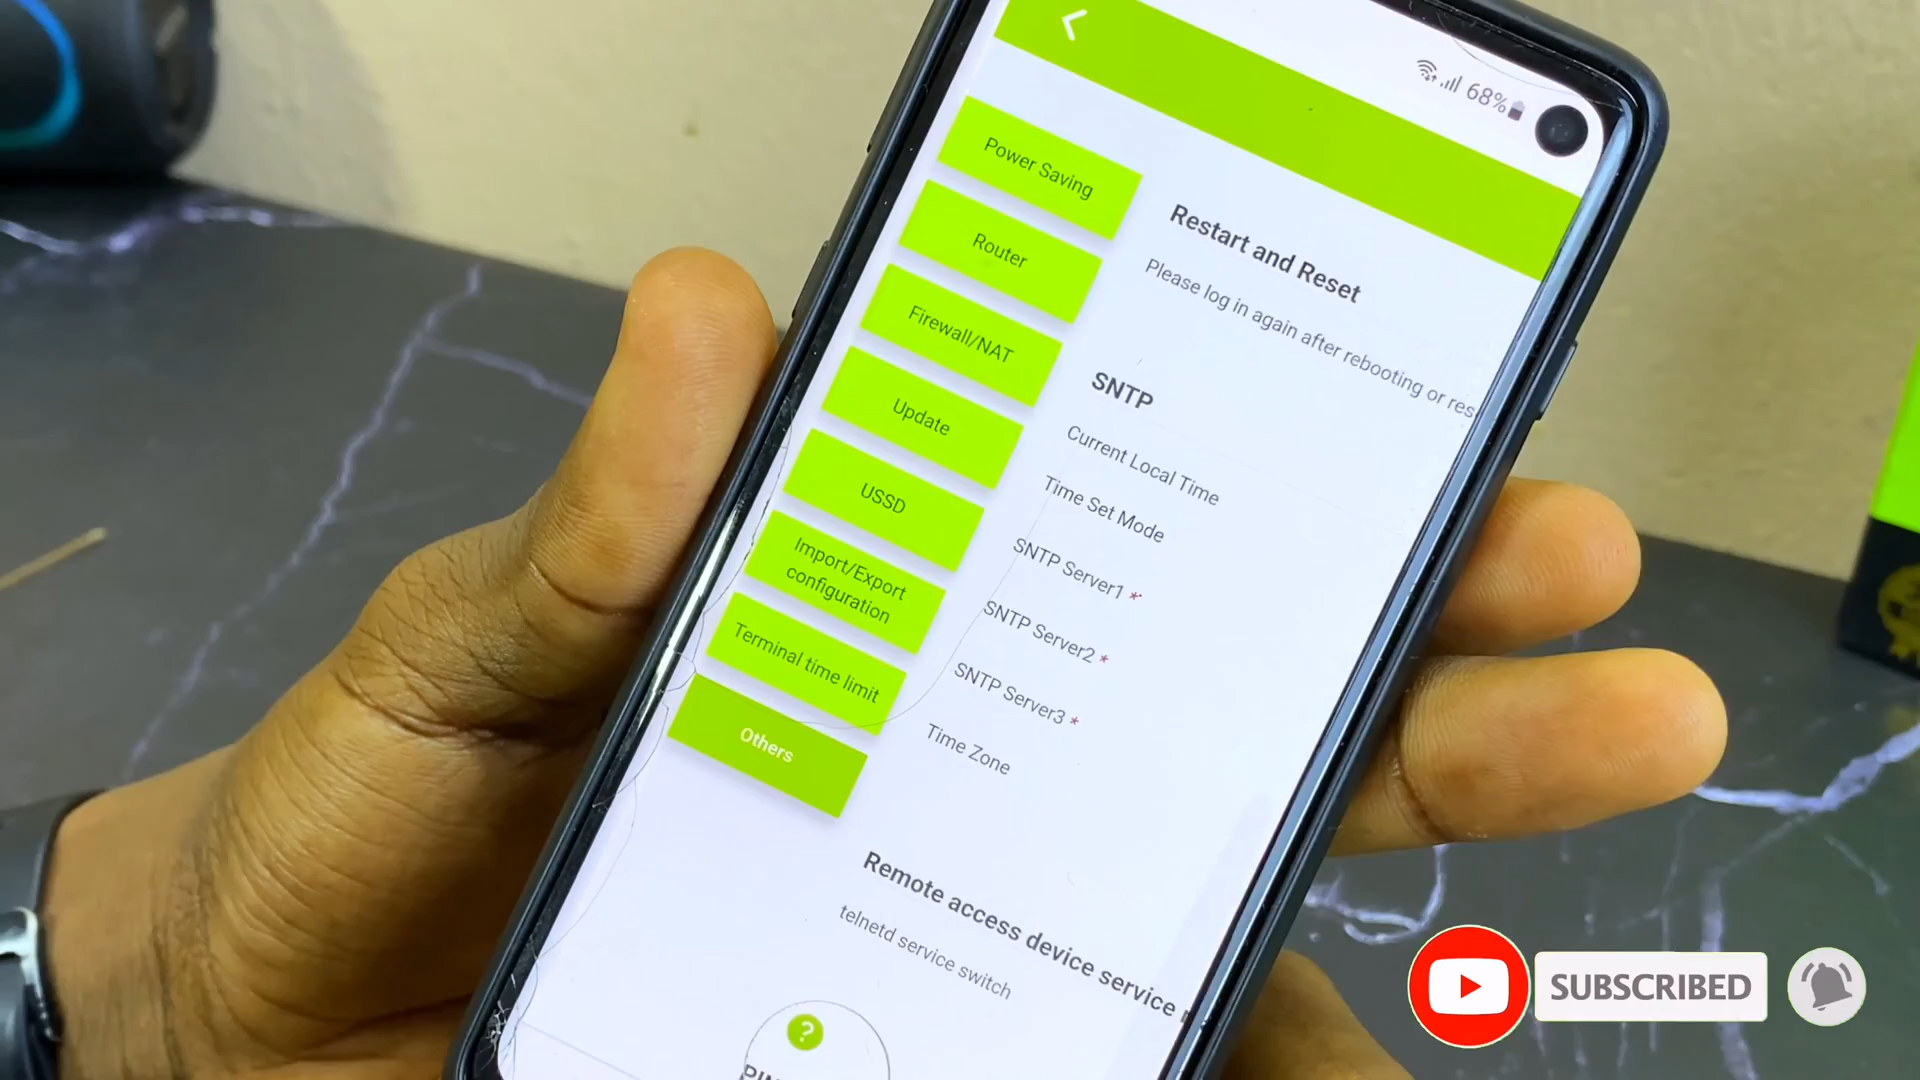 68%
Power Saving
Router
Firewall/NAT
Update
USSD
Import/Export
configuration
Terminal time limit
Others
Restart and Reset
Please log in again after rebooting or res
SNTP
Current Local Time
Time Set Mode
SNTP Server1 *
SNTP Server2 *
SNTP Server3 *
Time Zone
Remote access device service
telnetd service switch
?
SUBSCRIBED